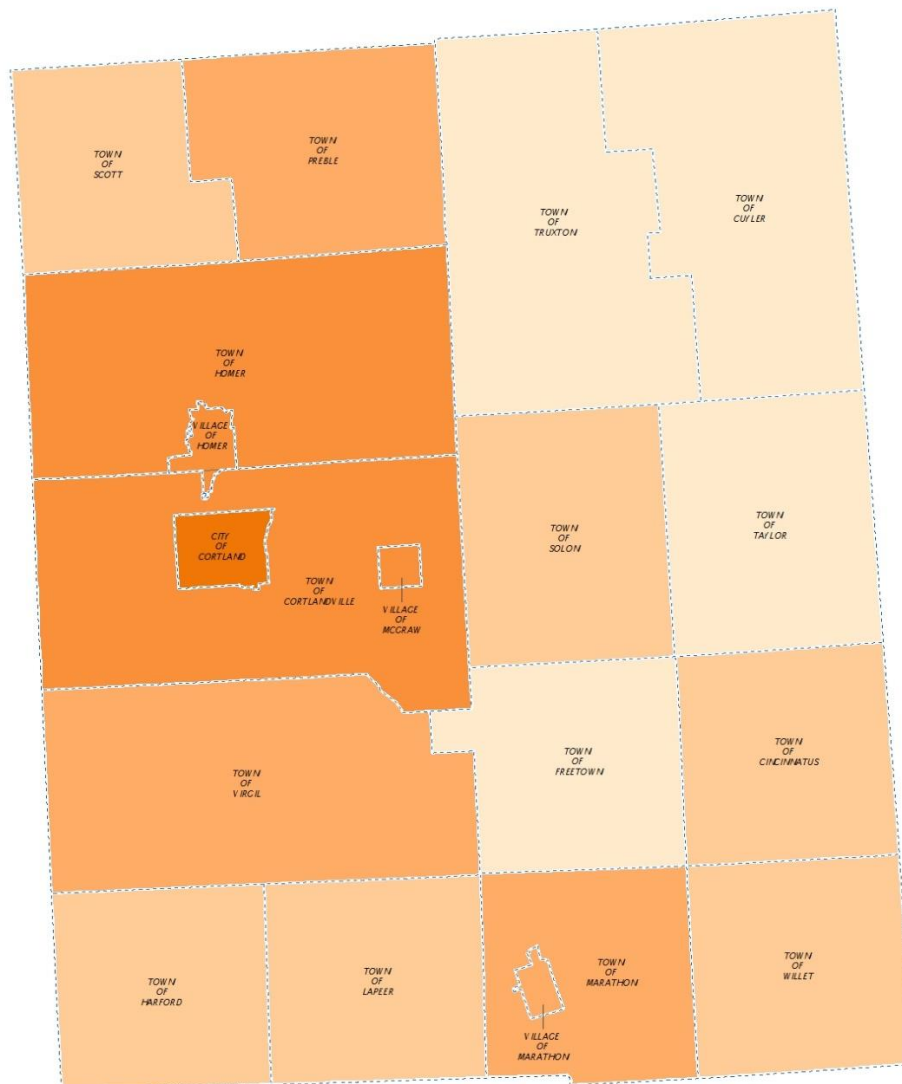 TOWN
OF
SCOTT
TOWN
OF
PREBLE
TOWN
OF
TRUXTON
TOWN
OF
CUYLER
TOWN
OF
HOMER
VILLAGE
OF
HOMER
CITY
OF
CORTLAND
TOWN
OF
CORTLANDVILLE
VILLAGE
OF
MCGRAW
TOWN
OF
SOLON
TOWN
OF
TAYLOR
TOWN
OF
VIRGIL
TOWN
OF
FREETOWN
TOWN
OF
CINCINNATUS
TOWN
OF
HARFORD
TOWN
OF
LAPEER
TOWN
OF
MARATHON
VILLAGE
OF
MARATHON
TOWN
OF
WILLET